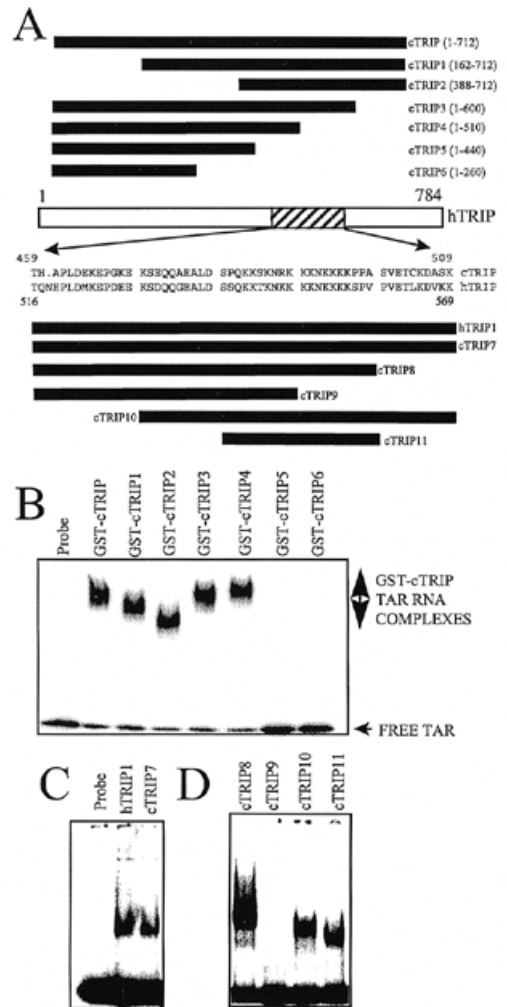 A
cTRIP (1-712)
cTRIP1 (162-712)
cTRIP2 (388-712)
cTRIP3 (1-600)
cTRIP4 (1-510)
cTRIP5 (1-440)
cTRIP6 (1-260)
1 784
hTRIP
459 509
TH.APLDEKEPGKE KSEQQAEALD SPQKKSKNRK KKNKKKKPPA SVETCKDASK cTRIP
TQNEPLDMKEPDEE KSDQQGEALD SSQKKTKNKK KKNKKKKSPV PVETLKDVKK hTRIP
516 569
hTRIP1
cTRIP7
cTRIP8
cTRIP9
cTRIP10
cTRIP11
B
Probe GST-cTRIP GST-cTRIP1 GST-cTRIP2 GST-cTRIP3 GST-cTRIP4 GST-cTRIP5 GST-cTRIP6
GST-cTRIP
TAR RNA
COMPLEXES
FREE TAR
C
Probe hTRIP1 cTRIP7
D
cTRIP8 cTRIP9 cTRIP10 cTRIP11